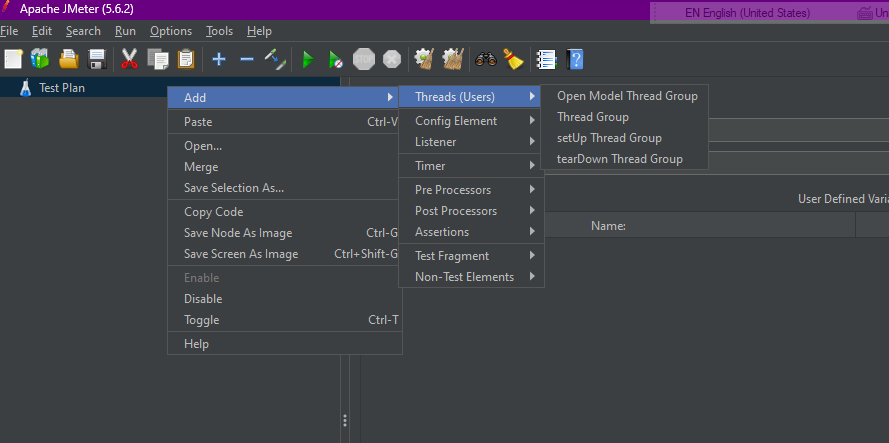 Apache JMeter (5.6.2)
EN English (United States)
Un
File Edit Search Run Options Tools Help
STOP
Test Plan
Add
Paste Ctrl-V
Open...
Merge
Save Selection As...
Copy Code
Save Node As Image Ctrl-G
Save Screen As Image Ctrl+Shift-G
Enable
Disable
Toggle Ctrl-T
Help
Threads (Users)
Config Element
Listener
Timer
Pre Processors
Post Processors
Assertions
Test Fragment
Non-Test Elements
Open Model Thread Group
Thread Group
setUp Thread Group
tearDown Thread Group
User Defined Varia
Name: